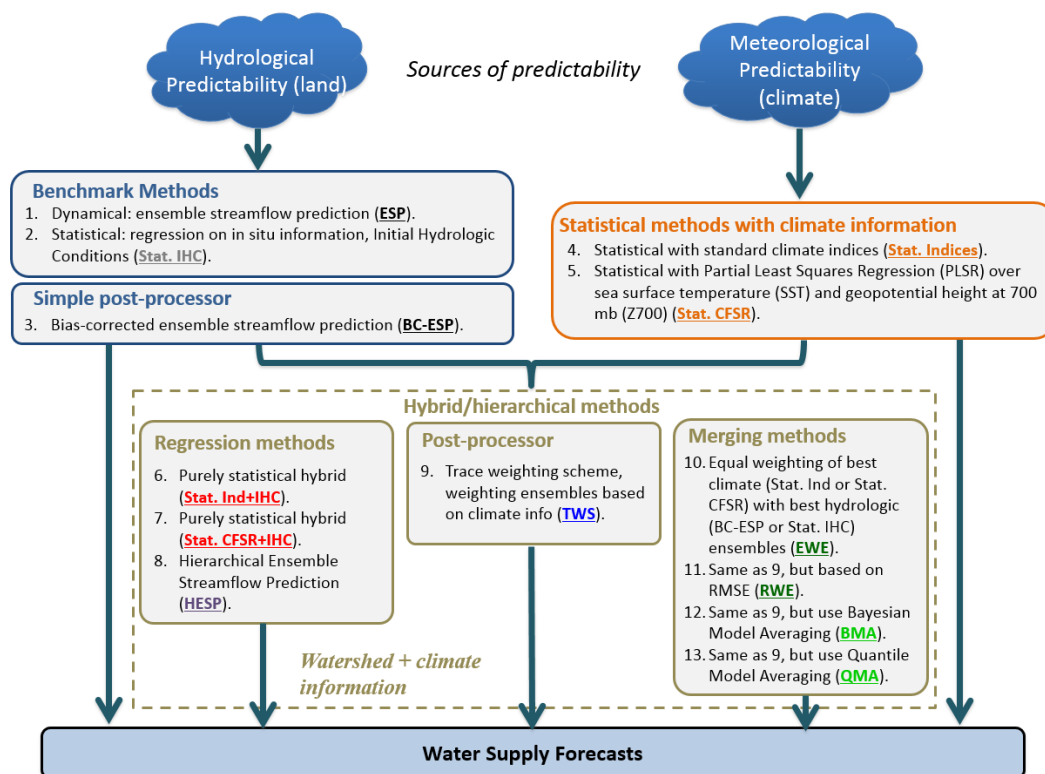 Hydrological
Predictability (land)
Sources of predictability
Meteorological
Predictability
(climate)
Benchmark Methods
1. Dynamical: ensemble streamflow prediction (ESP).
2. Statistical: regression on in situ information, Initial Hydrologic
Conditions (Stat. IHC).
Simple post-processor
3. Bias-corrected ensemble streamflow prediction (BC-ESP).
Statistical methods with climate information
4. Statistical with standard climate indices (Stat. Indices).
5. Statistical with Partial Least Squares Regression (PLSR) over
sea surface temperature (SST) and geopotential height at 700
mb (Z700) (Stat. CFSR).
Hybrid/hierarchical methods
Regression methods
6. Purely statistical hybrid
(Stat. Ind+IHC).
7. Purely statistical hybrid
(Stat. CFSR+IHC).
8. Hierarchical Ensemble
Streamflow Prediction
(HESP).
Post-processor
9. Trace weighting scheme,
weighting ensembles based
on climate info (TWS).
Merging methods
10. Equal weighting of best
climate (Stat. Ind or Stat.
CFSR) with best hydrologic
(BC-ESP or Stat. IHC)
ensembles (EWE).
11. Same as 9, but based on
RMSE (RWE).
12. Same as 9, but use Bayesian
Model Averaging (BMA).
13. Same as 9, but use Quantile
Model Averaging (QMA).
Watershed + climate
information
Water Supply Forecasts